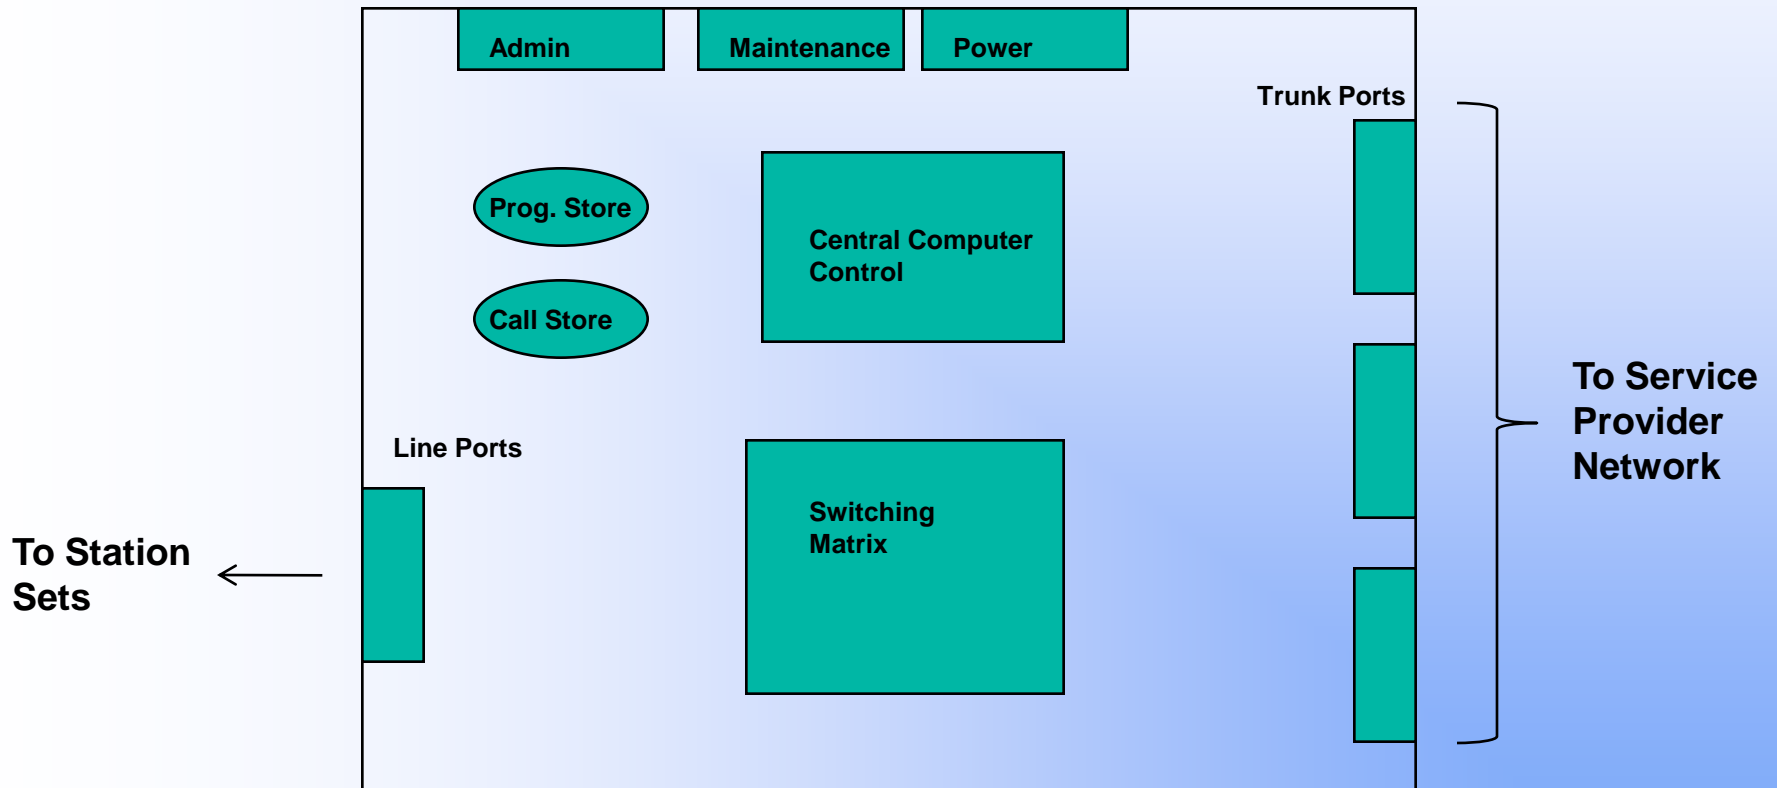 Admin
Maintenance
Power
Trunk Ports
Prog. Store
Central Computer
Control
Call Store
To Service
Provider
Network
Line Ports
Switching
Matrix
To Station
Sets